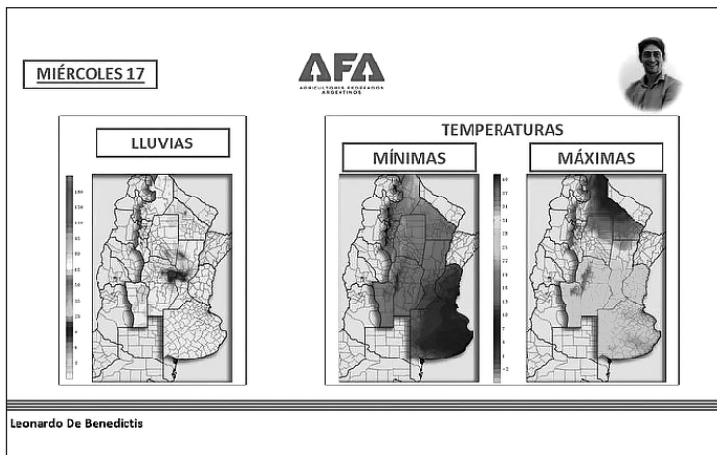 MIÉRCOLES 17
AFA
AGRICULTORES FEDERADOS
ARGENTINOS
LLUVIAS
TEMPERATURAS
MÍNIMAS
MÁXIMAS
Leonardo De Benedictis